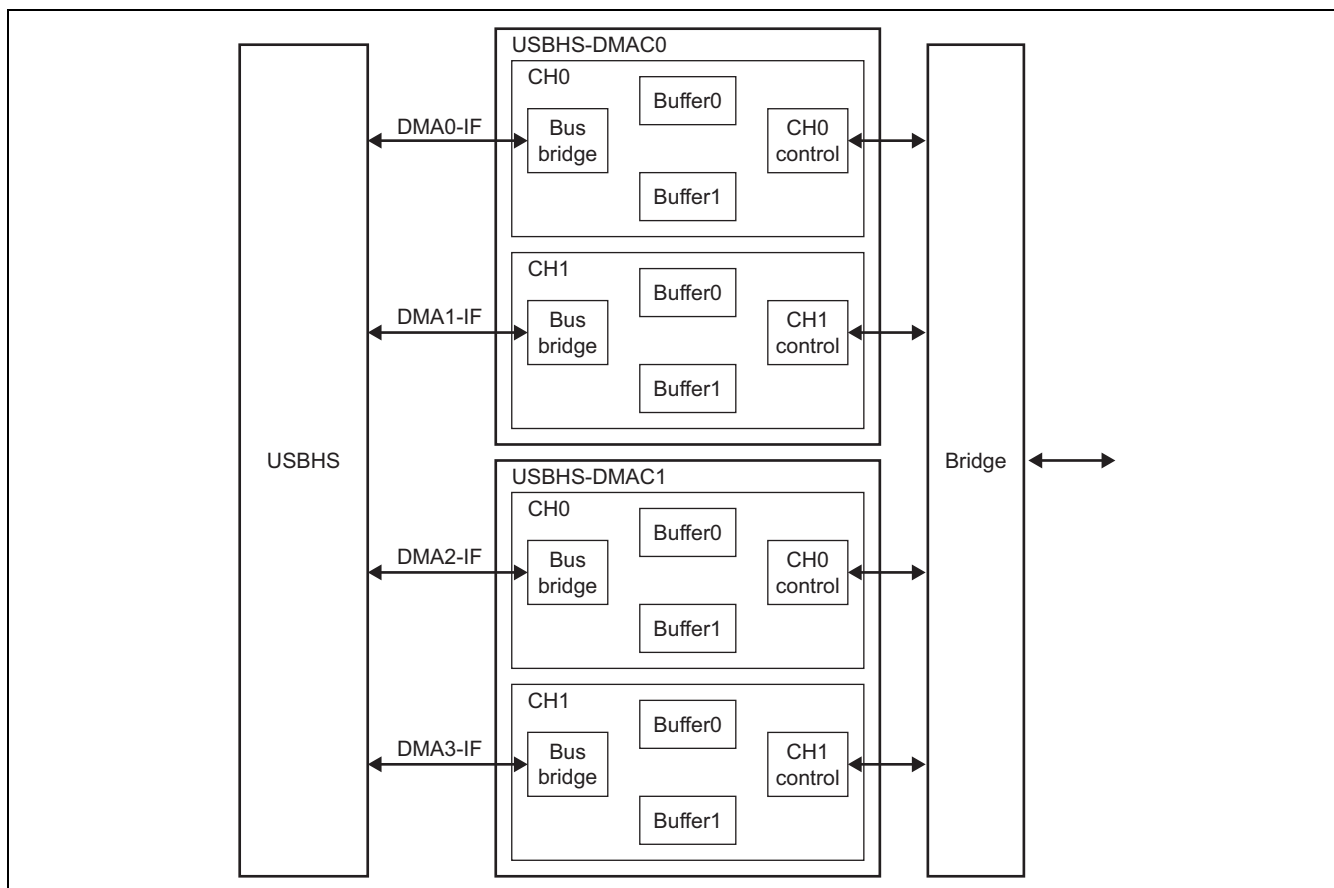 USBHS-DMAC0
CH0
Buffer0
DMA0-IF
Bus
bridge
CH0
control
Buffer1
CH1
Buffer0
DMA1-IF
Bus
bridge
CH1
control
Buffer1
USBHS
Bridge
USBHS-DMAC1
CH0
Buffer0
DMA2-IF
Bus
bridge
CH0
control
Buffer1
CH1
Buffer0
DMA3-IF
Bus
bridge
CH1
control
Buffer1